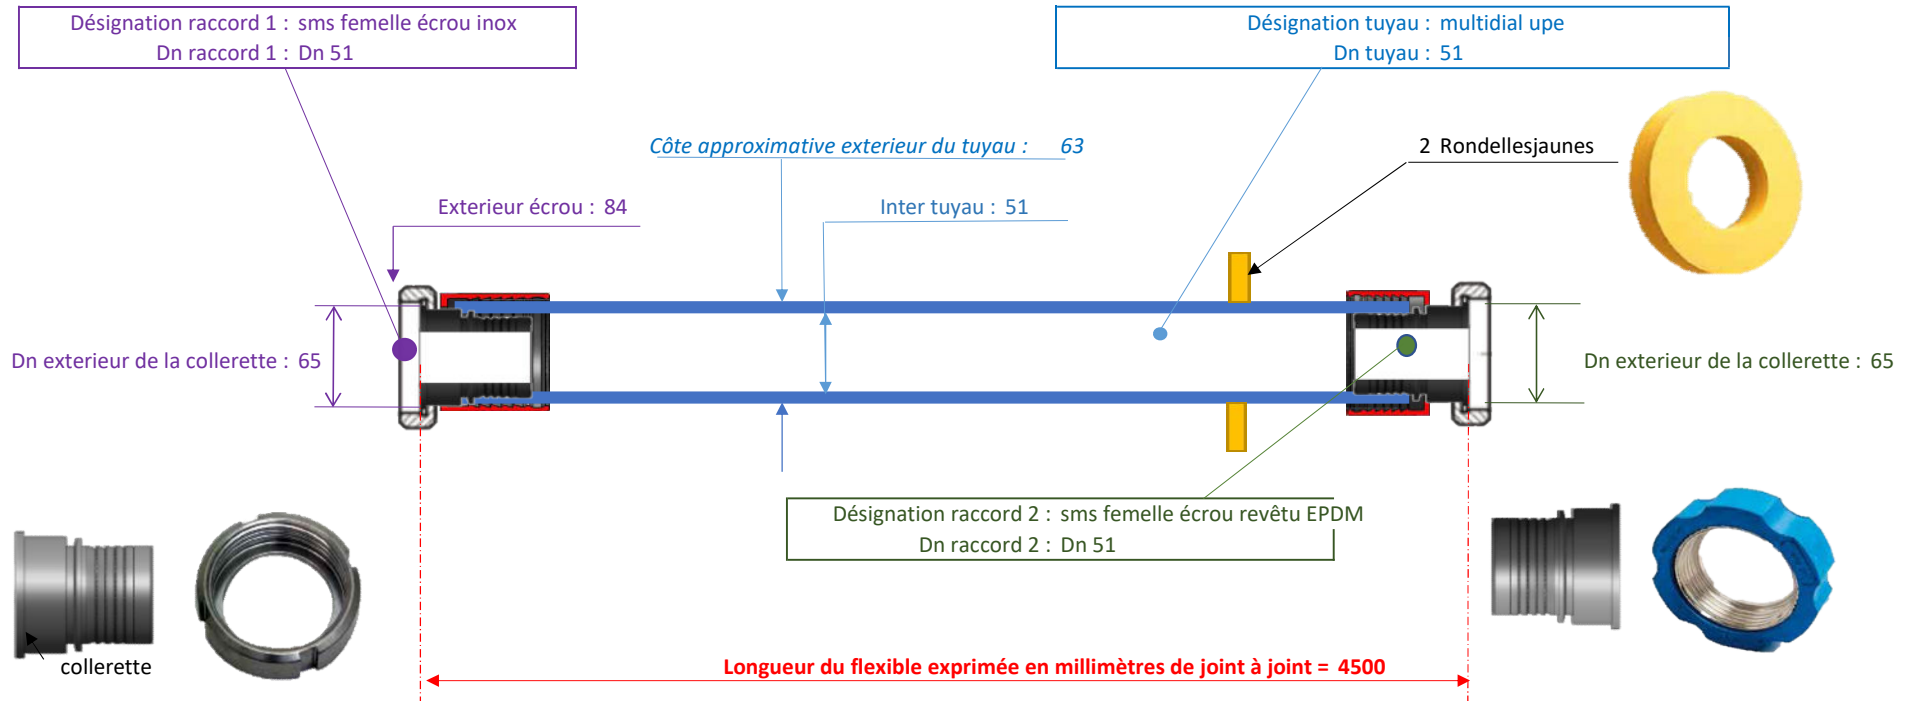 Désignation raccord 1 : sms femelle écrou inox
Dn raccord 1 : Dn 51
Désignation tuyau : multidial upe
Dn tuyau : 51
Côte approximative exterieur du tuyau : 63
2 Rondellesjaunes
Exterieur écrou : 84
Inter tuyau : 51
Dn exterieur de la collerette : 65
Dn exterieur de la collerette : 65
Désignation raccord 2 : sms femelle écrou revêtu EPDM
Dn raccord 2 : Dn 51
collerette
Longueur du flexible exprimée en millimètres de joint à joint = 4500